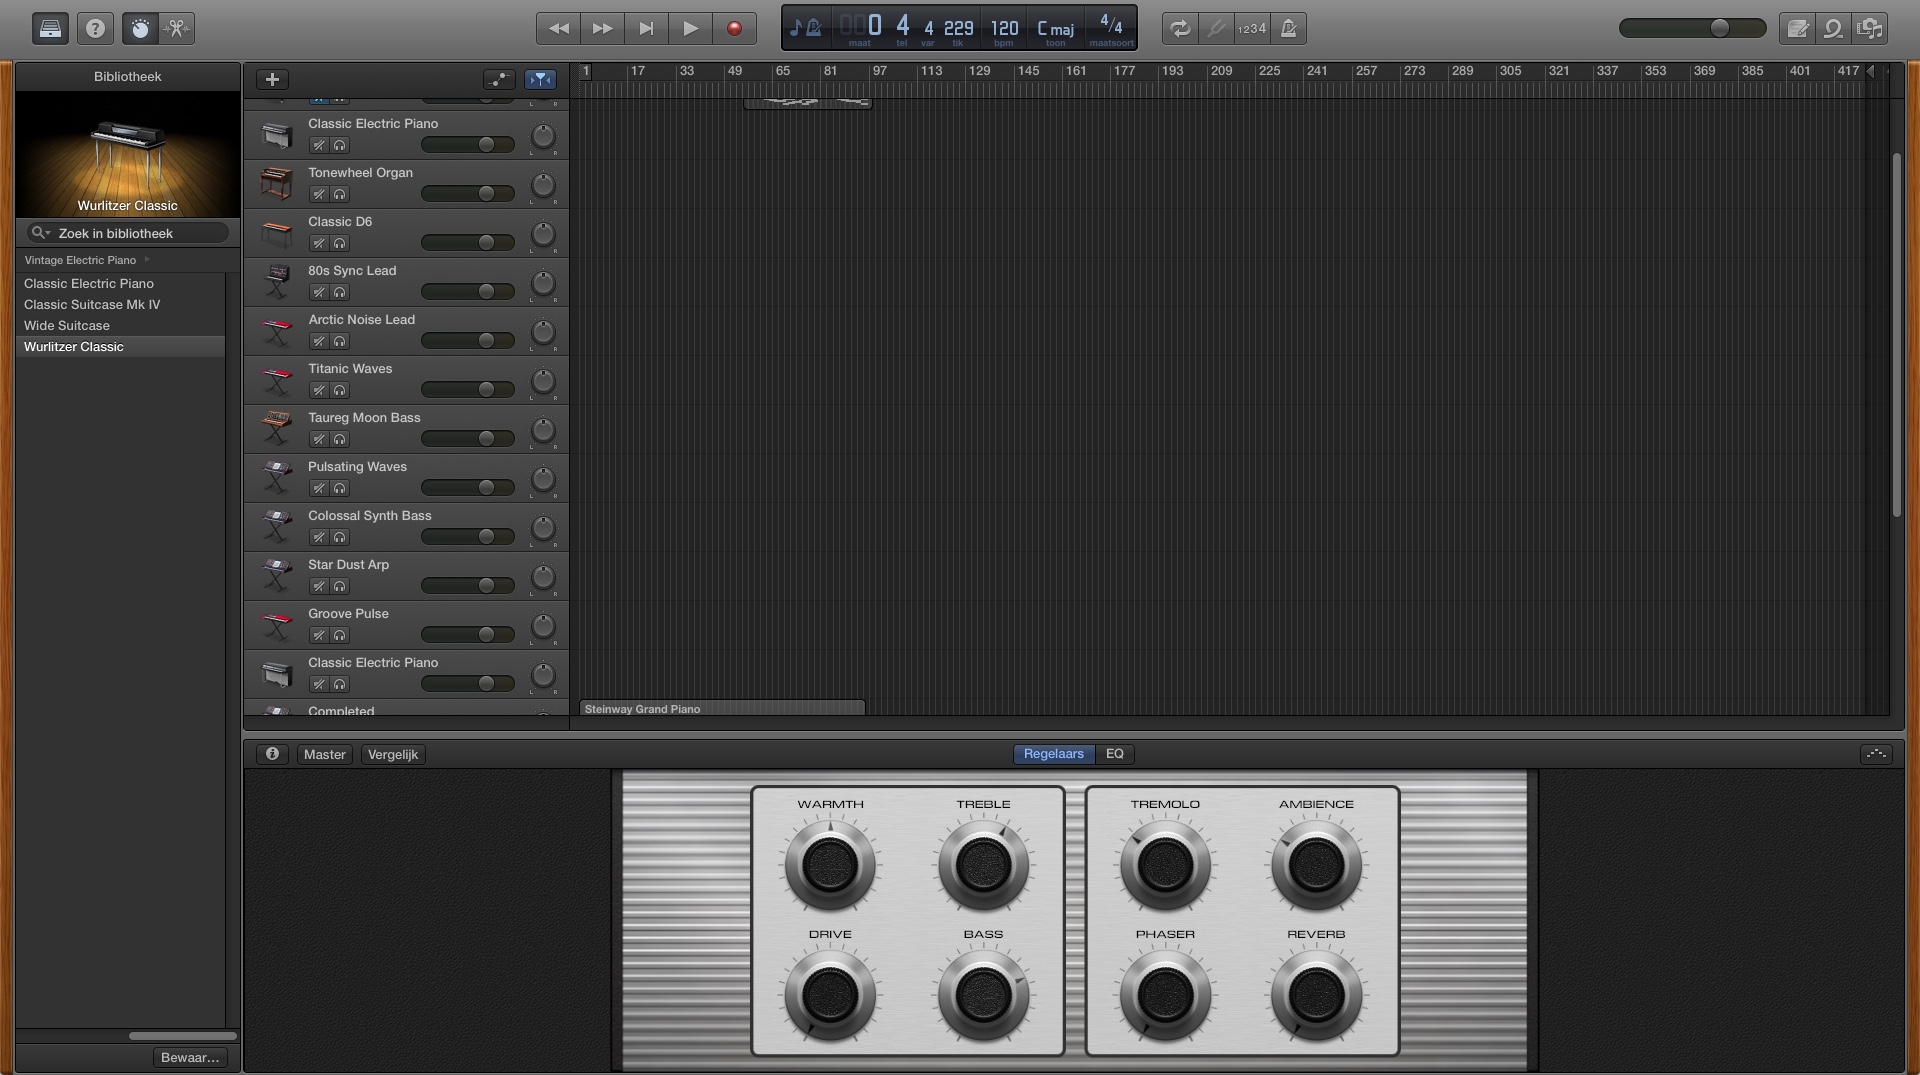 0 4 4 229 120 C maj 4/4
maat tel var tik bpm toon maatsoort
1234
Bibliotheek
Wurlitzer Classic
Zoek in bibliotheek
Vintage Electric Piano
Classic Electric Piano
Classic Suitcase Mk IV
Wide Suitcase
Wurlitzer Classic
Bewaar...
1 17 33 49 65 81 97 113 129 145 161 177 193 209 225 241 257 273 289 305 321 337 353 369 385 401 417
Classic Electric Piano
L R
Tonewheel Organ
L R
Classic D6
L R
80s Sync Lead
L R
Arctic Noise Lead
L R
Titanic Waves
L R
Taureg Moon Bass
L R
Pulsating Waves
L R
Colossal Synth Bass
L R
Star Dust Arp
L R
Groove Pulse
L R
Classic Electric Piano
L R
Completed
Steinway Grand Piano
Master Vergelijk Regelaars EQ
WARMTH TREBLE TREMOLO AMBIENCE
DRIVE BASS PHASER REVERB